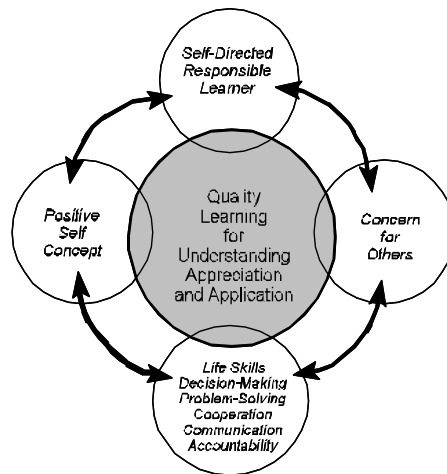 Self-Directed
Responsible
Learner
Positive
Self
Concept
Quality
Learning
for
Understanding
Appreciation
and Application
Concern
for
Others
Life Skills
Decision-Making
Problem-Solving
Cooperation
Communication
Accountability